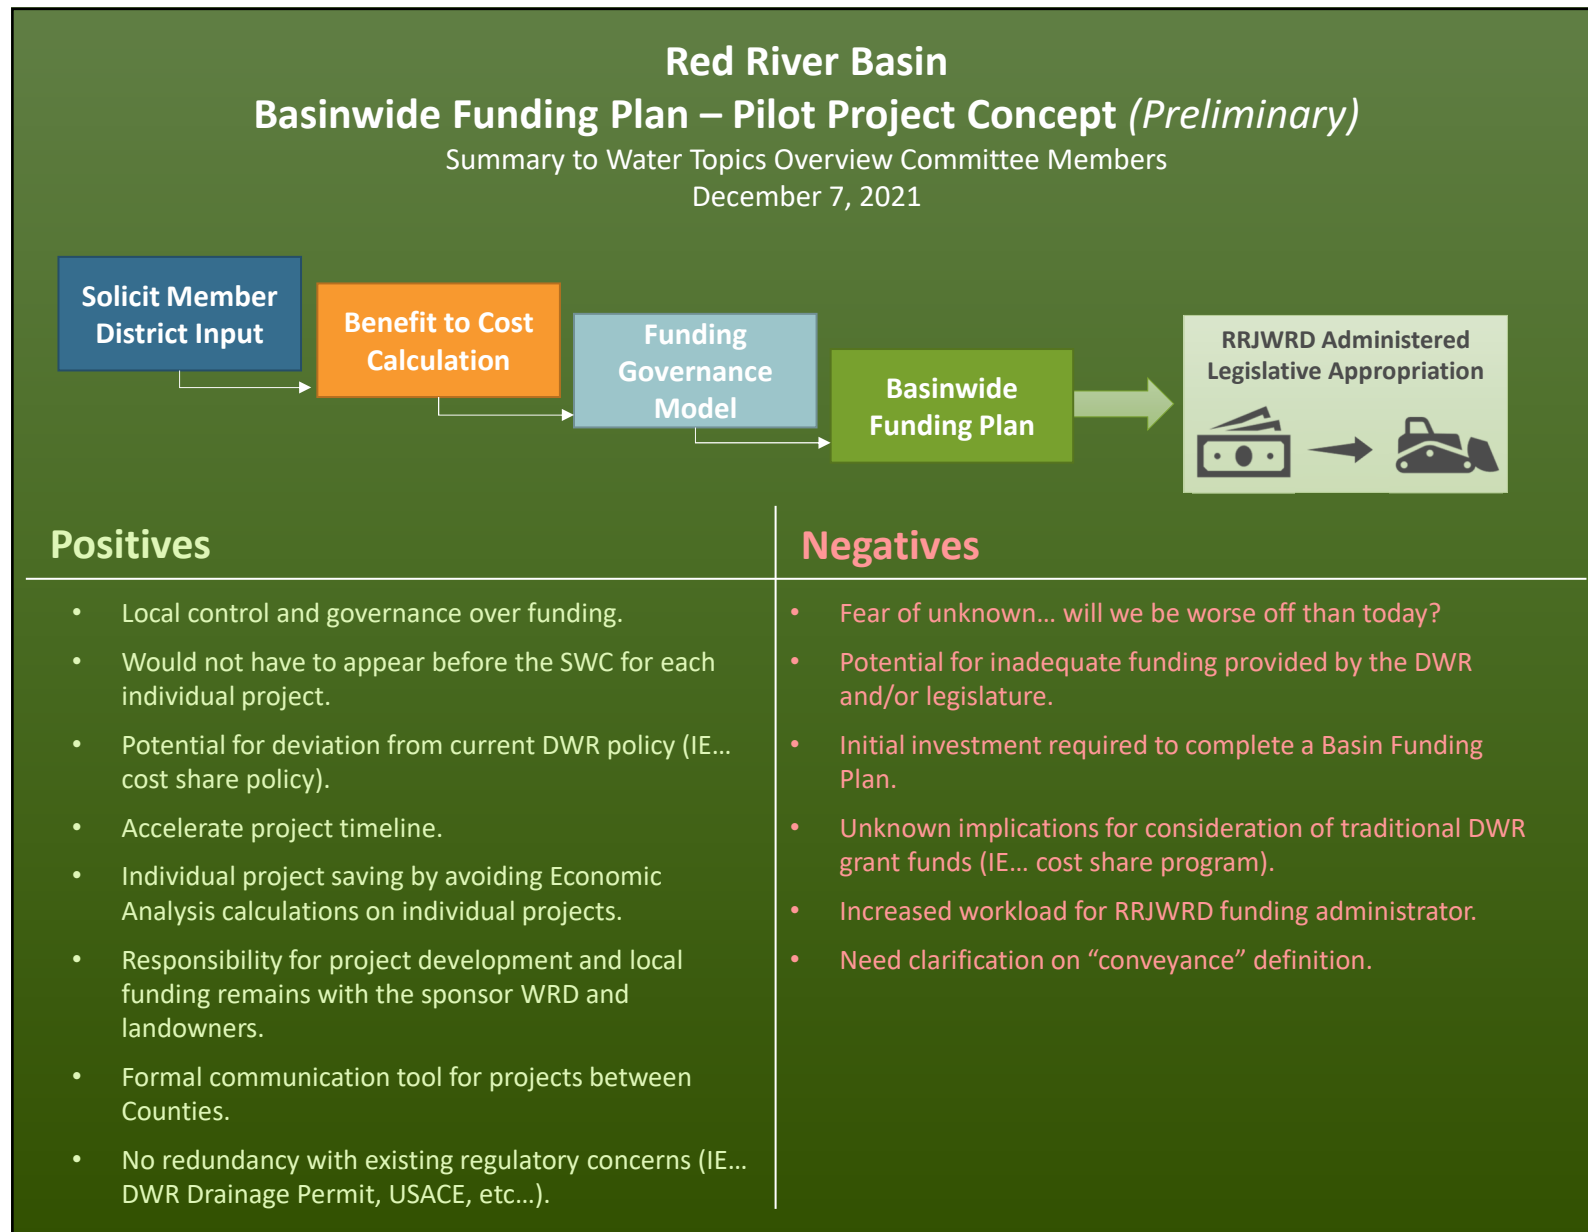 Red River Basin
Basinwide Funding Plan – Pilot Project Concept (Preliminary)
Summary to Water Topics Overview Committee Members
December 7, 2021
Solicit Member
District Input
Benefit to Cost
Calculation
Funding
Governance
Model
Basinwide
Funding Plan
RRJWRD Administered
Legislative Appropriation
Positives
• Local control and governance over funding.
• Would not have to appear before the SWC for each
individual project.
• Potential for deviation from current DWR policy (IE…
cost share policy).
• Accelerate project timeline.
• Individual project saving by avoiding Economic
Analysis calculations on individual projects.
• Responsibility for project development and local
funding remains with the sponsor WRD and
landowners.
• Formal communication tool for projects between
Counties.
• No redundancy with existing regulatory concerns (IE…
DWR Drainage Permit, USACE, etc…).
Negatives
• Fear of unknown… will we be worse off than today?
• Potential for inadequate funding provided by the DWR
and/or legislature.
• Initial investment required to complete a Basin Funding
Plan.
• Unknown implications for consideration of traditional DWR
grant funds (IE… cost share program).
• Increased workload for RRJWRD funding administrator.
• Need clarification on “conveyance” definition.